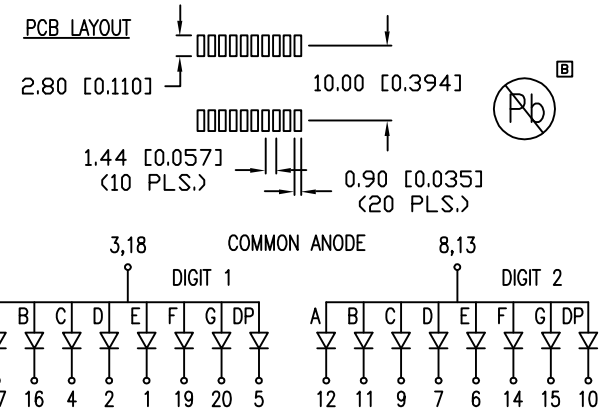 PCB LAYOUT
B
2.80 [0.110]
10.00 [0.394]
Pb
1.44 [0.057]
(10 PLS.)
0.90 [0.035]
(20 PLS.)
3,18
COMMON ANODE
8,13
DIGIT 1
DIGIT 2
B C D E F G DP
A B C D E F G DP
7 16 4 2 1 19 20 5
12 11 9 7 6 14 15 10